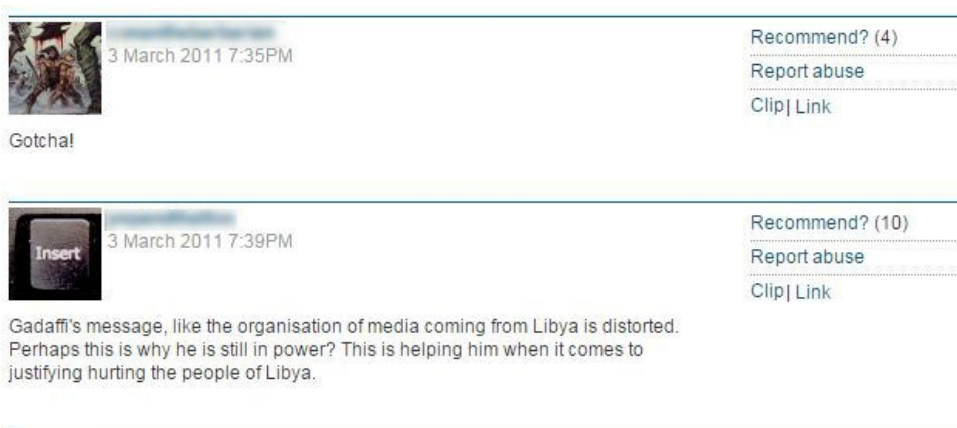 3 March 2011 7:35PM
Recommend? (4)
Report abuse
Clip| Link
Gotcha!
Insert
3 March 2011 7:39PM
Recommend? (10)
Report abuse
Clip| Link
Gadaffi's message, like the organisation of media coming from Libya is distorted.
Perhaps this is why he is still in power? This is helping him when it comes to
justifying hurting the people of Libya.